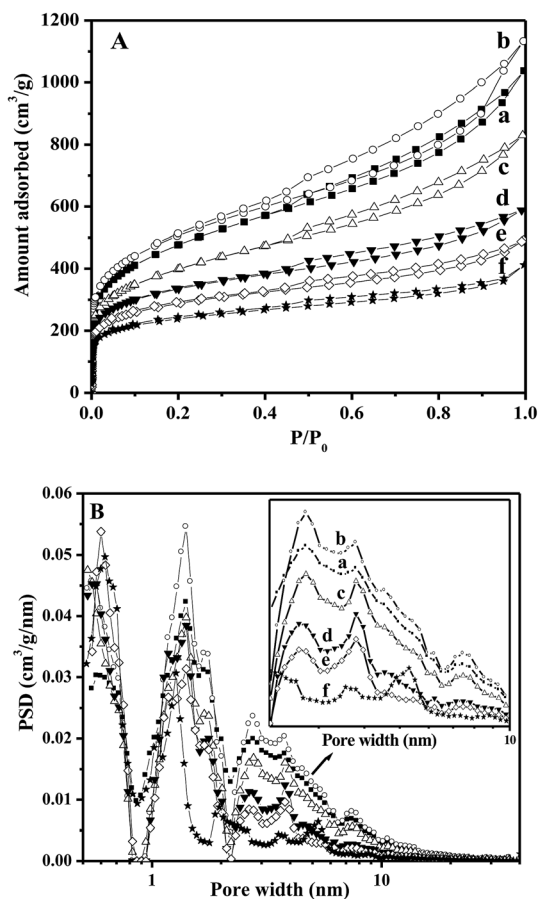 A
1200
1000
800
600
400
200
0
Amount adsorbed (cm³/g)
b
a
c
d
e
f
0.0 0.2 0.4 0.6 0.8 1.0
P/P₀
B
0.06
0.05
0.04
0.03
0.02
0.01
0.00
PSD (cm³/g/nm)
b
a
c
d
e
f
Pore width (nm) 10
1 10
Pore width (nm)